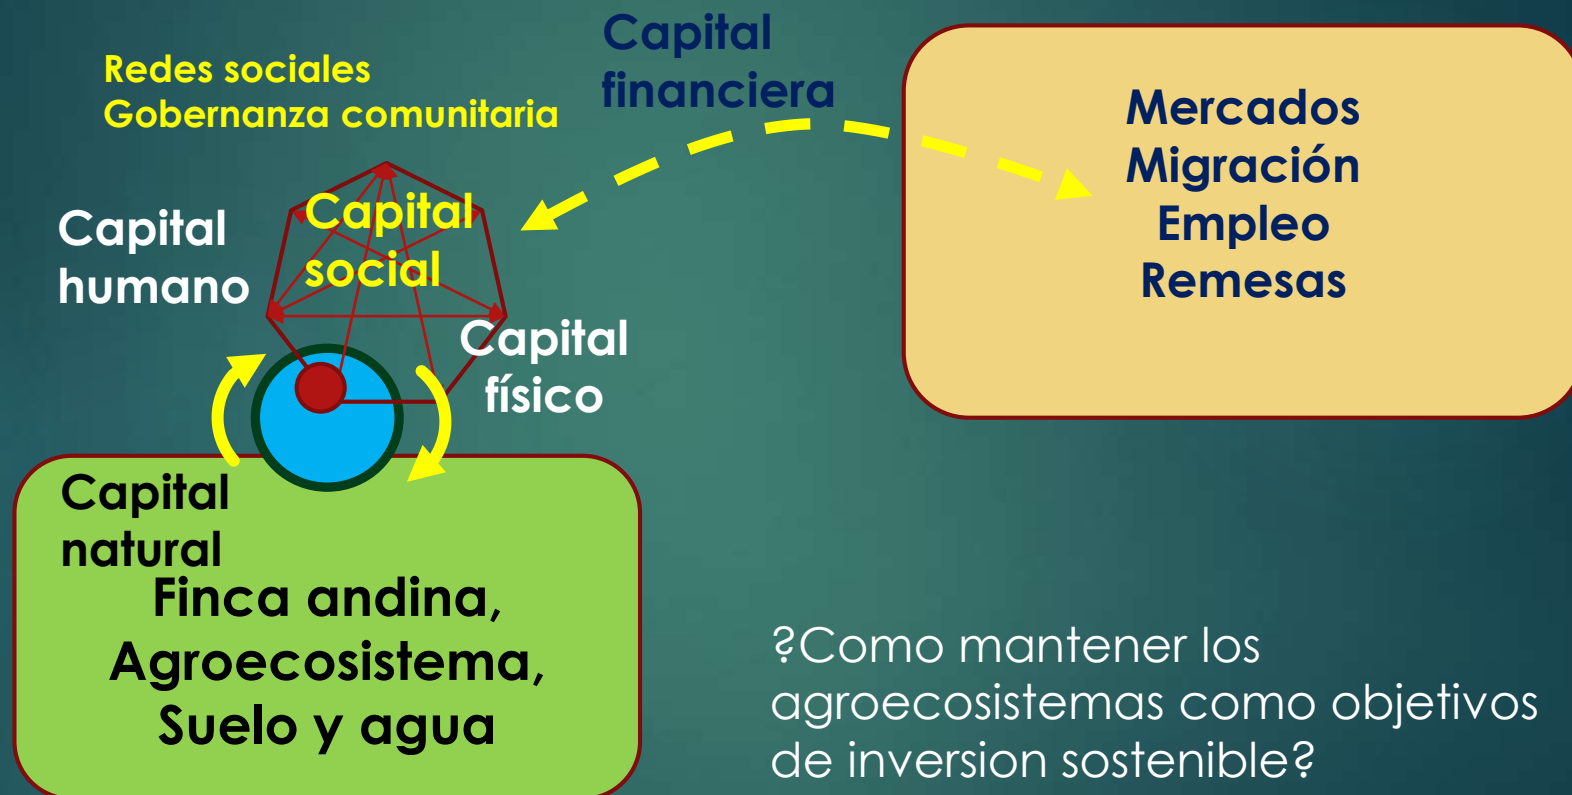 Redes sociales
Gobernanza comunitaria
Capital
financiera
Mercados
Migración
Empleo
Remesas
Capital
humano
Capital
social
Capital
físico
Capital
natural
Finca andina,
Agroecosistema,
Suelo y agua
?Como mantener los
agroecosistemas como objetivos
de inversion sostenible?